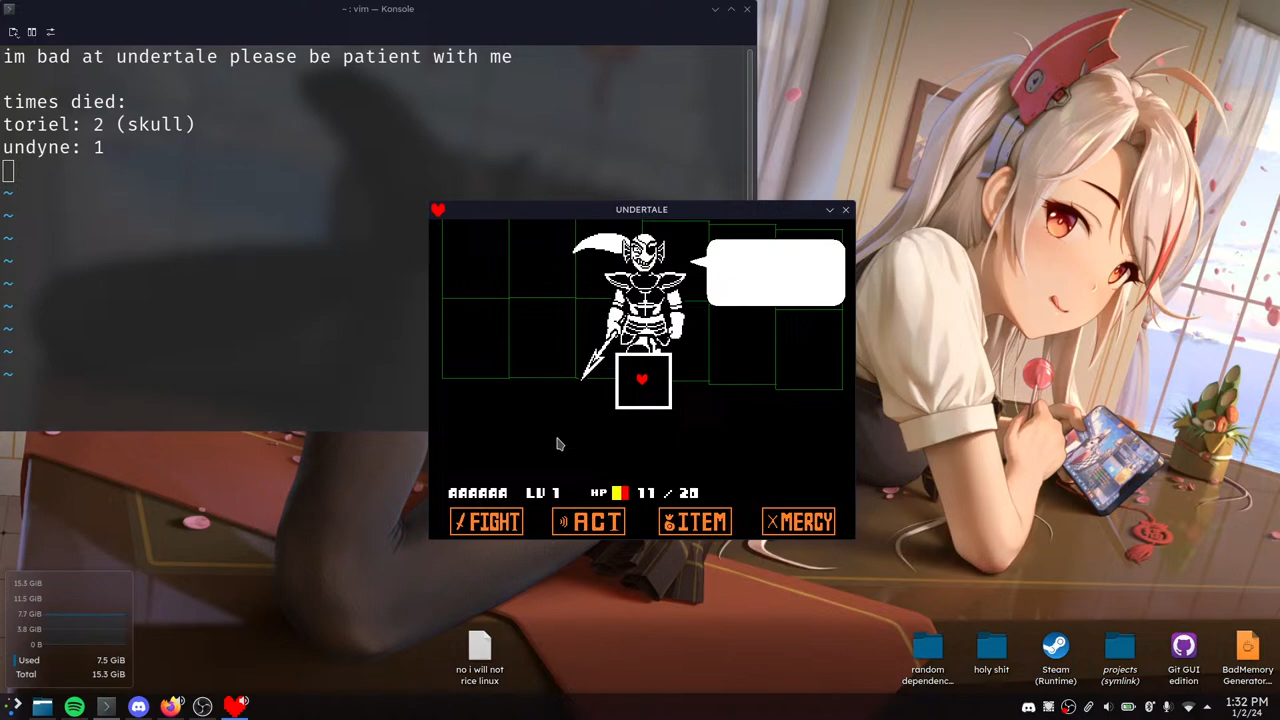 ~ : vim — Konsole
im bad at undertale please be patient with me
times died:
toriel: 2 (skull)
undyne: 1
~
~
~
~
~
~
~
~
~
UNDERTALE
AAAAAA LV 1 HP 11 / 20
FIGHT ACT ITEM MERCY
15.3 GiB
11.5 GiB
7.7 GiB
3.8 GiB
0 B
Used 7.5 GiB
Total 15.3 GiB
no i will not
rice linux
random
dependenc...
holy shit
Steam
(Runtime)
projects
(symlink)
Git GUI
edition
BadMemory
Generator...
1:32 PM
1/2/24